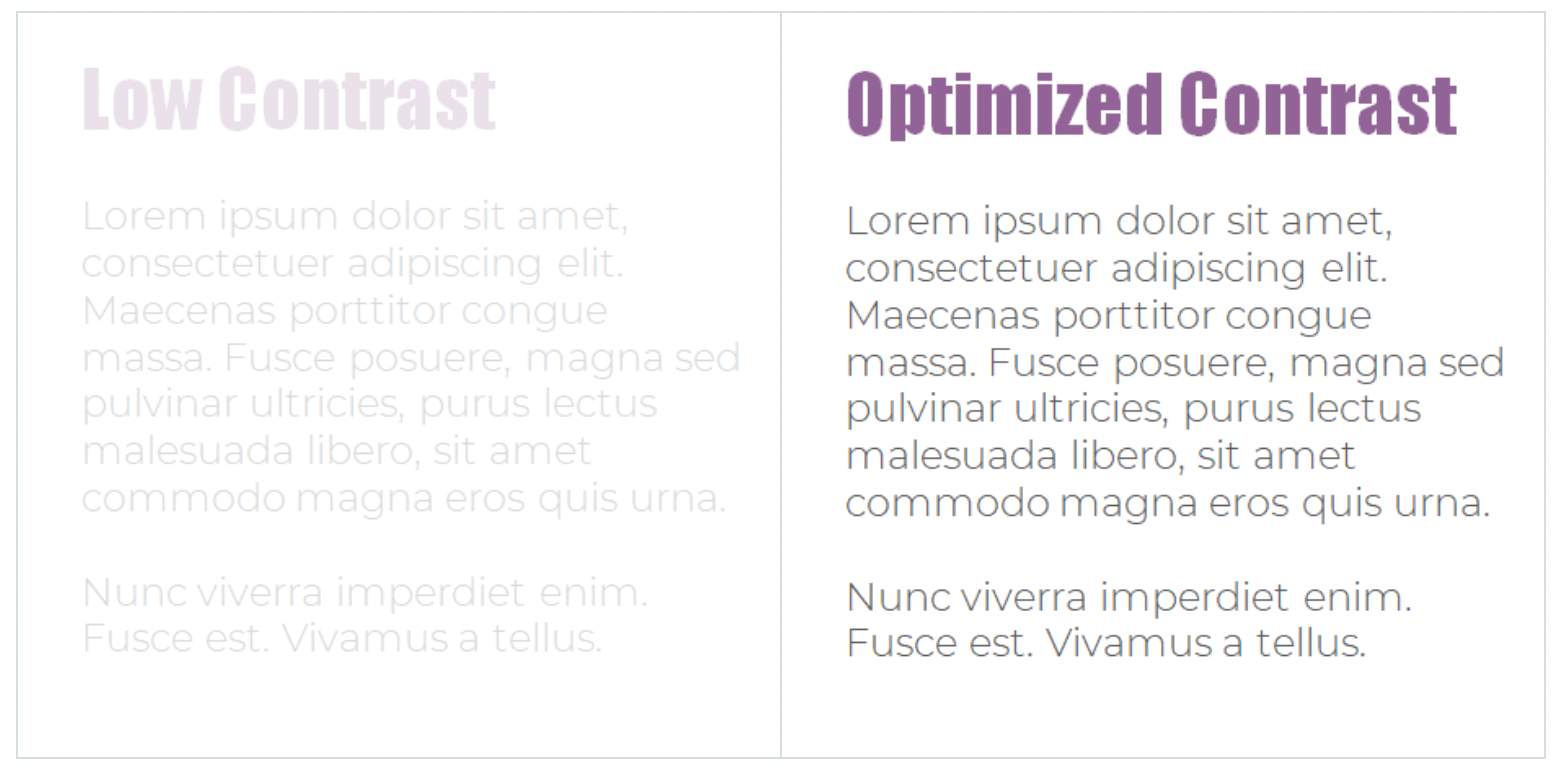 Low Contrast
Lorem ipsum dolor sit amet,
consectetuer adipiscing elit.
Maecenas porttitor congue
massa. Fusce posuere, magna sed
pulvinar ultricies, purus lectus
malesuada libero, sit amet
commodo magna eros quis urna.
Nunc viverra imperdiet enim.
Fusce est. Vivamus a tellus.
Optimized Contrast
Lorem ipsum dolor sit amet,
consectetuer adipiscing elit.
Maecenas porttitor congue
massa. Fusce posuere, magna sed
pulvinar ultricies, purus lectus
malesuada libero, sit amet
commodo magna eros quis urna.
Nunc viverra imperdiet enim.
Fusce est. Vivamus a tellus.